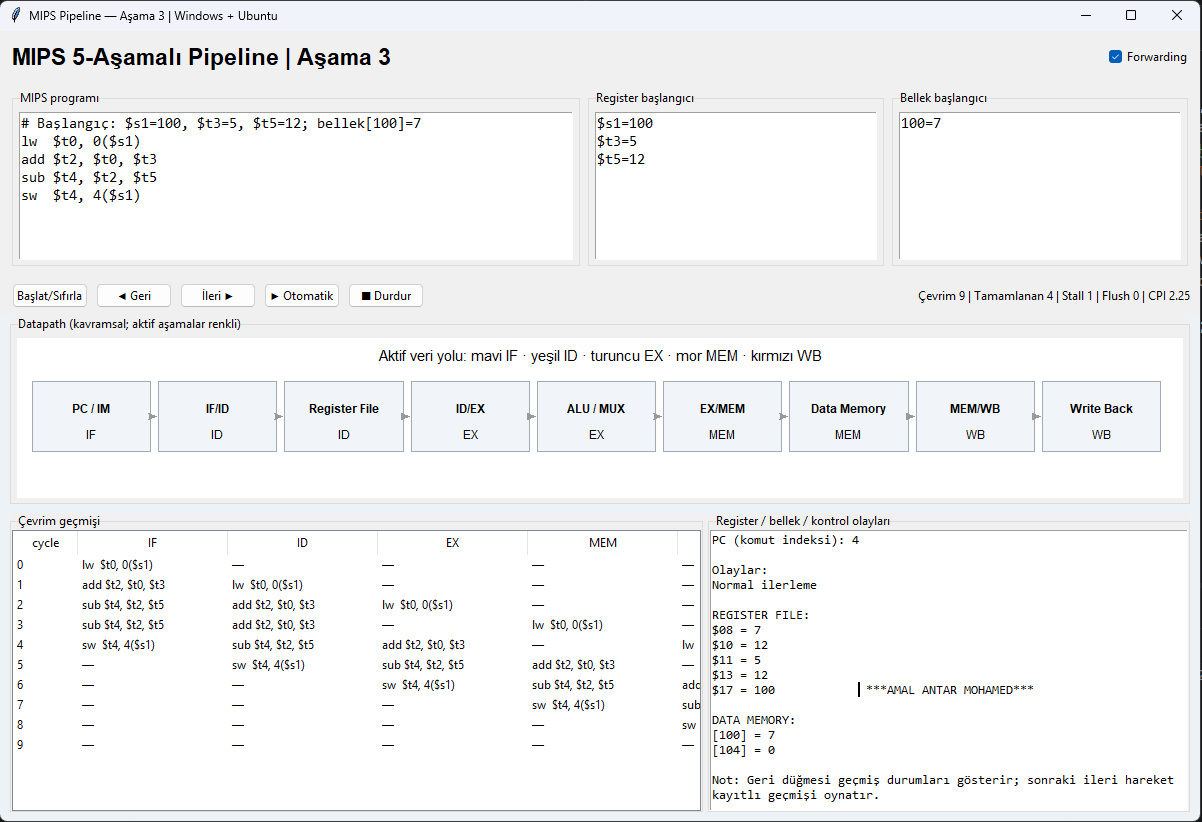 MIPS Pipeline — Aşama 3 | Windows + Ubuntu
MIPS 5-Aşamalı Pipeline | Aşama 3
Forwarding
MIPS programı
# Başlangıç: $s1=100, $t3=5, $t5=12; bellek[100]=7
lw  $t0, 0($s1)
add $t2, $t0, $t3
sub $t4, $t2, $t5
sw  $t4, 4($s1)
Register başlangıcı
$s1=100
$t3=5
$t5=12
Bellek başlangıcı
100=7
Başlat/Sıfırla ◄ Geri İleri ► ► Otomatik ■ Durdur
Çevrim 9 | Tamamlanan 4 | Stall 1 | Flush 0 | CPI 2.25
Datapath (kavramsal; aktif aşamalar renkli)
Aktif veri yolu: mavi IF · yeşil ID · turuncu EX · mor MEM · kırmızı WB
PC / IM IF/ID Register File ID/EX ALU / MUX EX/MEM Data Memory MEM/WB Write Back
IF ID ID EX EX MEM MEM WB WB
Çevrim geçmişi
cycle IF ID EX MEM
0 lw  $t0, 0($s1) — — — —
1 add $t2, $t0, $t3 lw  $t0, 0($s1) — — —
2 sub $t4, $t2, $t5 add $t2, $t0, $t3 lw  $t0, 0($s1) — —
3 sub $t4, $t2, $t5 add $t2, $t0, $t3 — lw  $t0, 0($s1) —
4 sw  $t4, 4($s1) sub $t4, $t2, $t5 add $t2, $t0, $t3 — lw
5 — sw  $t4, 4($s1) sub $t4, $t2, $t5 add $t2, $t0, $t3 —
6 — — sw  $t4, 4($s1) sub $t4, $t2, $t5 add
7 — — — sw  $t4, 4($s1) sub
8 — — — — sw
9 — — — — —
Register / bellek / kontrol olayları
PC (komut indeksi): 4
Olaylar:
Normal ilerleme
REGISTER FILE:
$08 = 7
$10 = 12
$11 = 5
$13 = 12
$17 = 100 ***AMAL ANTAR MOHAMED***
DATA MEMORY:
[100] = 7
[104] = 0
Not: Geri düğmesi geçmiş durumları gösterir; sonraki ileri hareket
kayıtlı geçmişi oynatır.